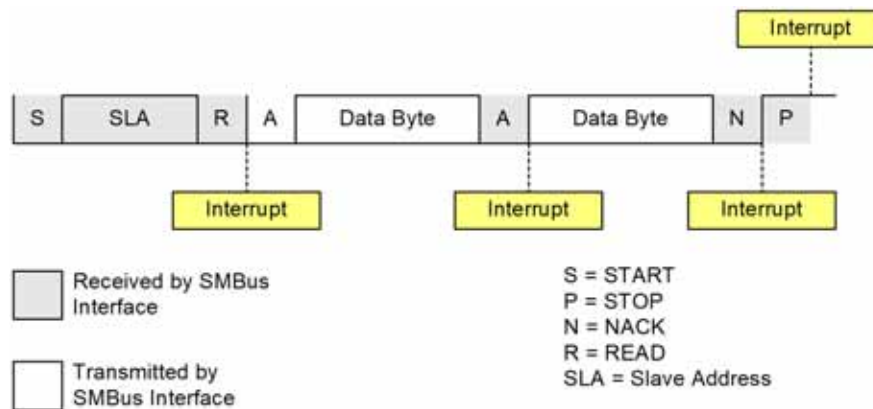 Interrupt
S SLA R A Data Byte A Data Byte N P
Interrupt Interrupt Interrupt
Received by SMBus
Interface
Transmitted by
SMBus Interface
S = START
P = STOP
N = NACK
R = READ
SLA = Slave Address